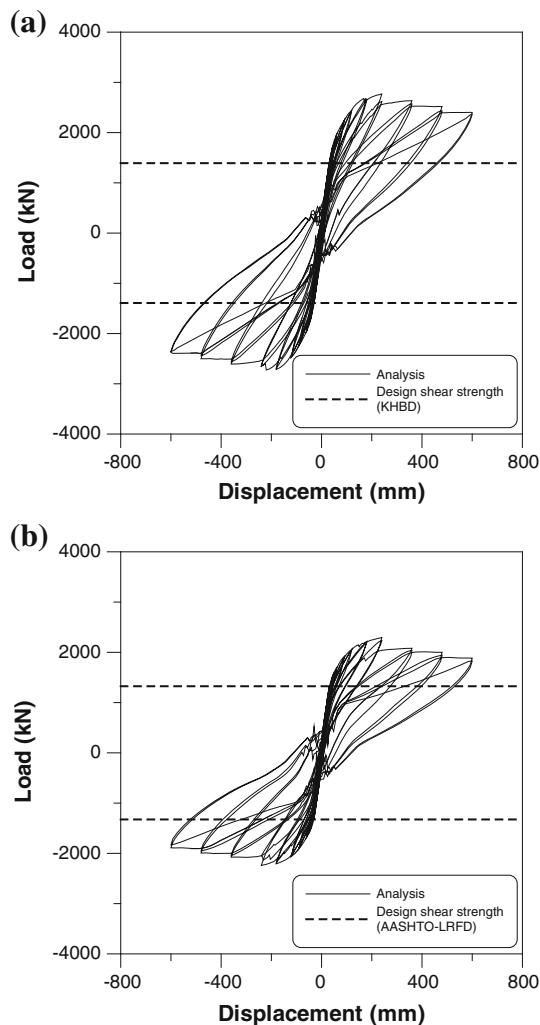 (a)
4000
2000
0
-2000
-4000
Load (kN)
Analysis
Design shear strength
(KHBD)
-800
-400
0
400
800
Displacement (mm)
(b)
4000
2000
0
-2000
-4000
Load (kN)
Analysis
Design shear strength
(AASHTO-LRFD)
-800
-400
0
400
800
Displacement (mm)